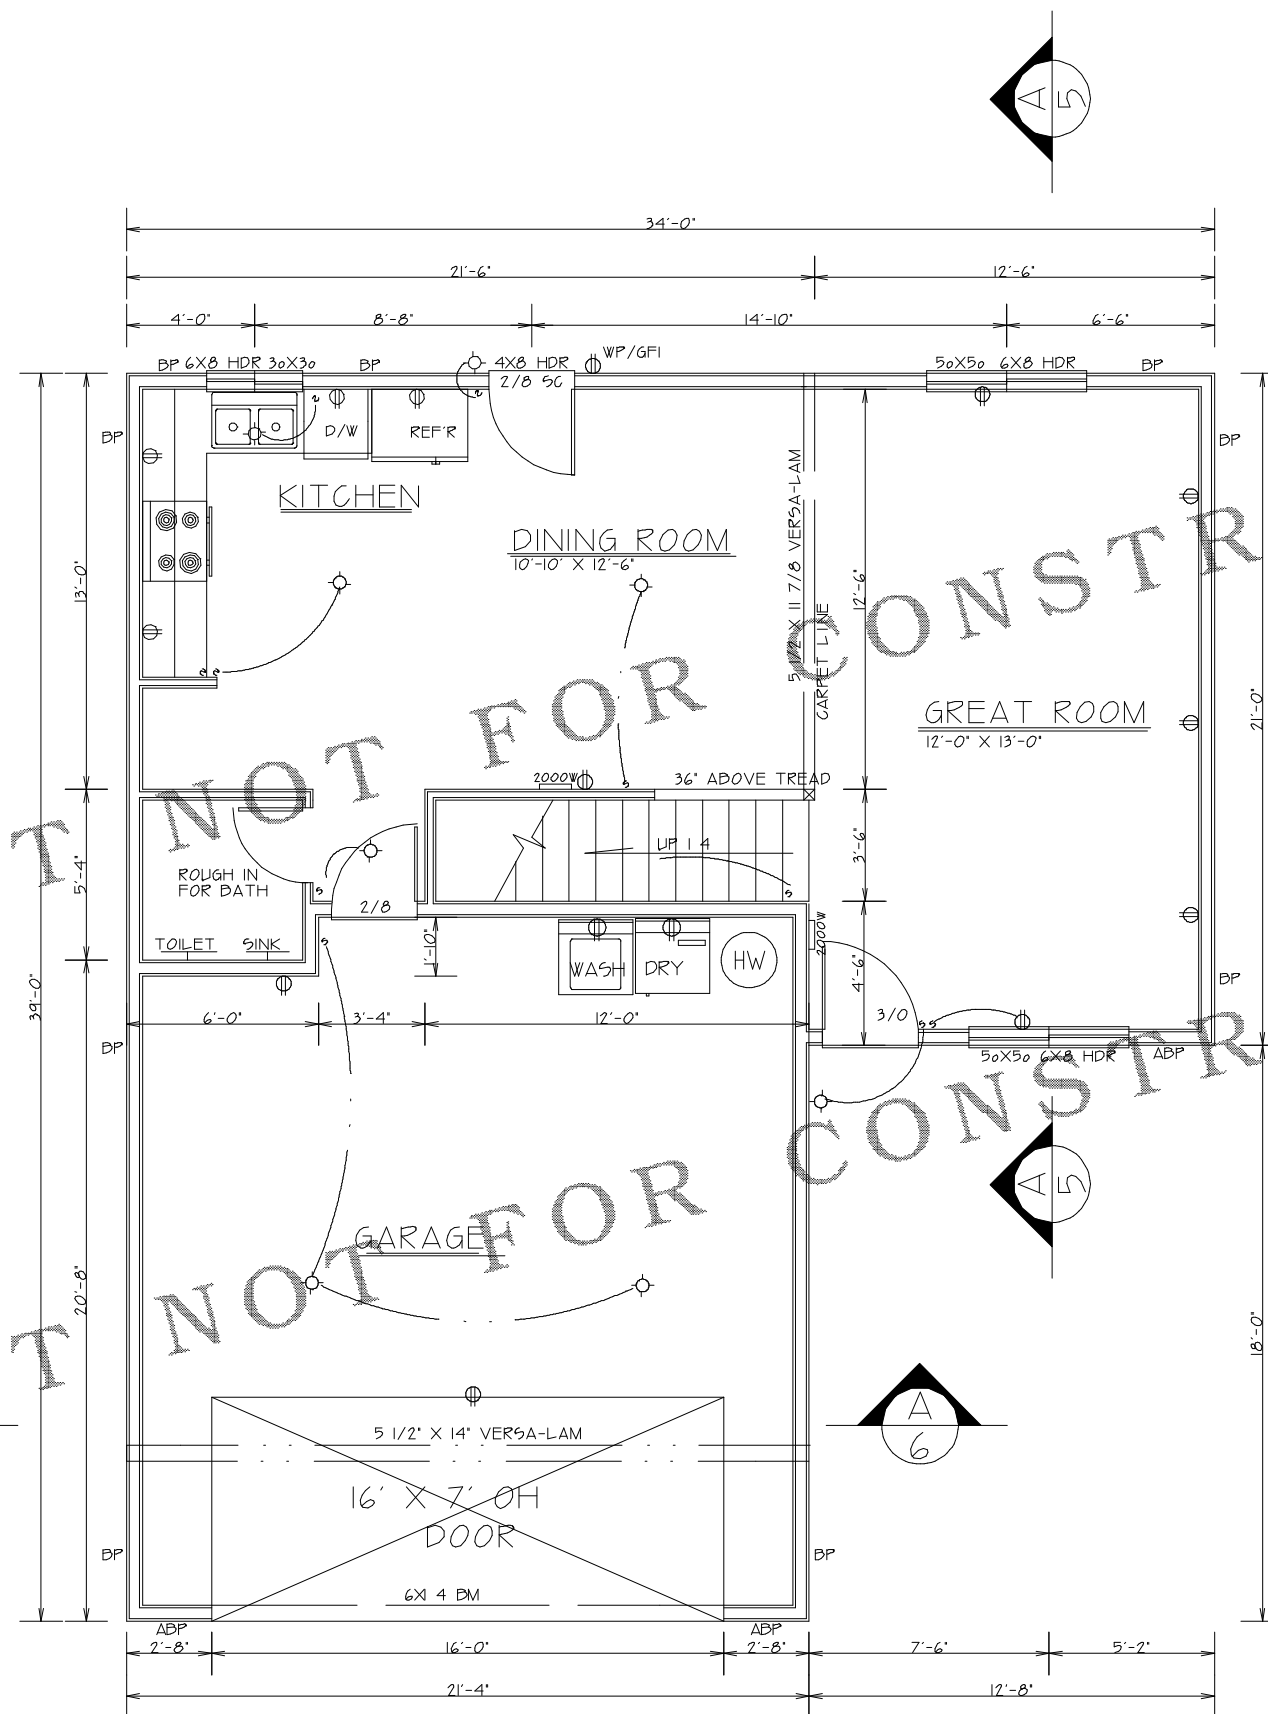 A
5
34'-0"
21'-6"
12'-6"
4'-0"
8'-8"
14'-10"
6'-6"
BP 6X8 HDR 30X30
BP
4X8 HDR
WP/GFI
50X50 6X8 HDR
BP
2/8 SC
BP
D/W
REF'R
BP
KITCHEN
DINING ROOM
10'-10' X 12'-6"
5 1/2 X 11 7/8 VERSA-LAM
CARPET LINE
13'-0"
12'-6"
21'-0"
GREAT ROOM
12'-0" X 13'-0"
T NOT FOR CONSTR
2000W
36" ABOVE TREAD
UP 14
3'-6"
5'-4"
ROUGH IN
FOR BATH
2/8
TOILET
SINK
1'-10"
WASH
DRY
HW
2000W
4'-6"
BP
39'-0"
6'-0"
3'-4"
12'-0"
3/0
BP
50X50 6X8 HDR
ABP
T NOT FOR CONSTR
A
5
GARAGE
20'-8"
18'-0"
A
6
5 1/2" X 14" VERSA-LAM
16' X 7' OH
DOOR
BP
BP
6X14 BM
ABP
ABP
2'-8"
16'-0"
2'-8"
7'-6"
5'-2"
21'-4"
12'-8"